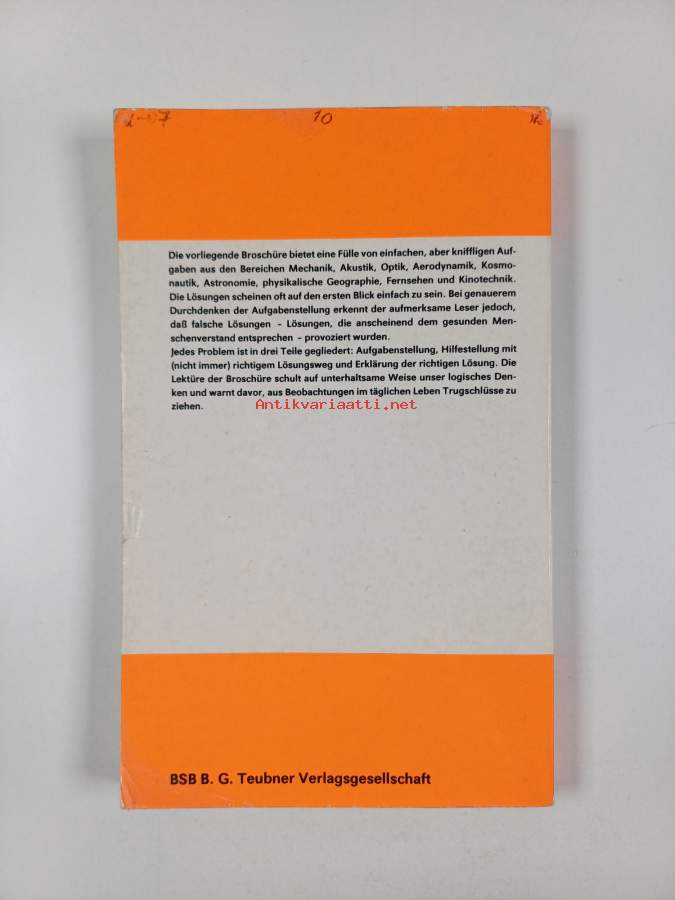 10
Die vorliegende Broschüre bietet eine Fülle von einfachen, aber kniffligen Auf-
gaben aus den Bereichen Mechanik, Akustik, Optik, Aerodynamik, Kosmo-
nautik, Astronomie, physikalische Geographie, Fernsehen und Kinotechnik.
Die Lösungen scheinen oft auf den ersten Blick einfach zu sein. Bei genauerem
Durchdenken der Aufgabenstellung erkennt der aufmerksame Leser jedoch,
daß falsche Lösungen – Lösungen, die anscheinend dem gesunden Men-
schenverstand entsprechen – provoziert wurden.
Jedes Problem ist in drei Teile gegliedert: Aufgabenstellung, Hilfestellung mit
(nicht immer) richtigem Lösungsweg und Erklärung der richtigen Lösung. Die
Lektüre der Broschüre schult auf unterhaltsame Weise unser logisches Den-
ken und warnt davor, aus Beobachtungen im täglichen Leben Trugschlüsse zu
ziehen.
Antikvariaatti.net
BSB B. G. Teubner Verlagsgesellschaft